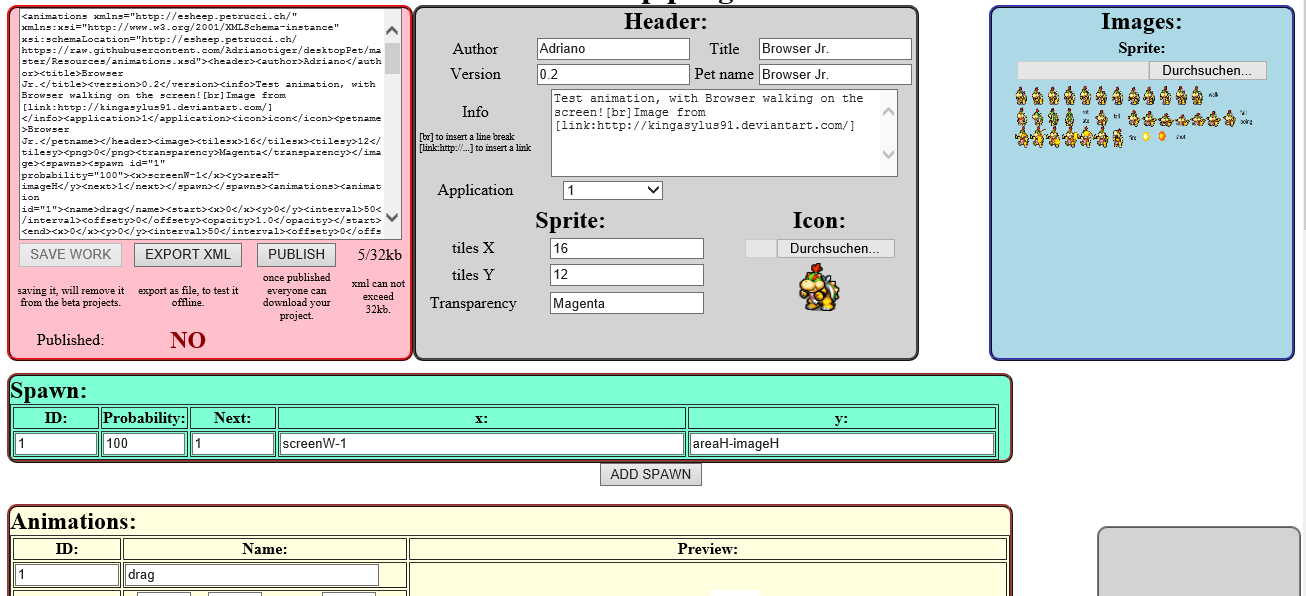 <animations xmlns="http://esheep.petrucci.ch/"
xmlns:xsi="http://www.w3.org/2001/XMLSchema-instance"
xsi:schemaLocation="http://esheep.petrucci.ch/
https://raw.githubusercontent.com/Adrianotiger/desktopPet/ma
ster/Resources/animations.xsd"><header><author>Adriano</auth
or><title>Browser
Jr.</title><version>0.2</version><info>Test animation, with
Browser walking on the screen![br]Image from
[link:http://kingasylus91.deviantart.com/]
</info><application>1</application><icon>icon</icon><petname
>Browser
Jr.</petname></header><image><tilesx>16</tilesx><tilesy>12</
tilesy><png>0</png><transparency>Magenta</transparency></ima
ge><spawns><spawn id="1"
probability="100"><x>screenW-1</x><y>areaH-
imageH</y><next>1</next></spawn></spawns><animations><animat
ion
id="1"><name>drag</name><start><x>0</x><y>0</y><interval>50<
/interval><offsety>0</offsety><opacity>1.0</opacity></start>
<end><x>0</x><y>0</y><interval>50</interval><offsety>0</offs
SAVE WORK EXPORT XML PUBLISH 5/32kb
saving it, will remove it
from the beta projects.
export as file, to test it
offline.
once published
everyone can
download your
project.
xml can not
exceed
32kb.
Published: NO
Header:
Author Adriano Title Browser Jr.
Version 0.2 Pet name Browser Jr.
Info
[br] to insert a line break
[link:http://...] to insert a link
Test animation, with Browser walking on the
screen![br]Image from
[link:http://kingasylus91.deviantart.com/]
Application 1
Sprite: Icon:
tiles X 16 Durchsuchen...
tiles Y 12
Transparency Magenta
Images:
Sprite:
Durchsuchen...
walk
fall
Spawn:
ID: Probability: Next: x: y:
1 100 1 screenW-1 areaH-imageH
ADD SPAWN
Animations:
ID: Name: Preview:
1 drag